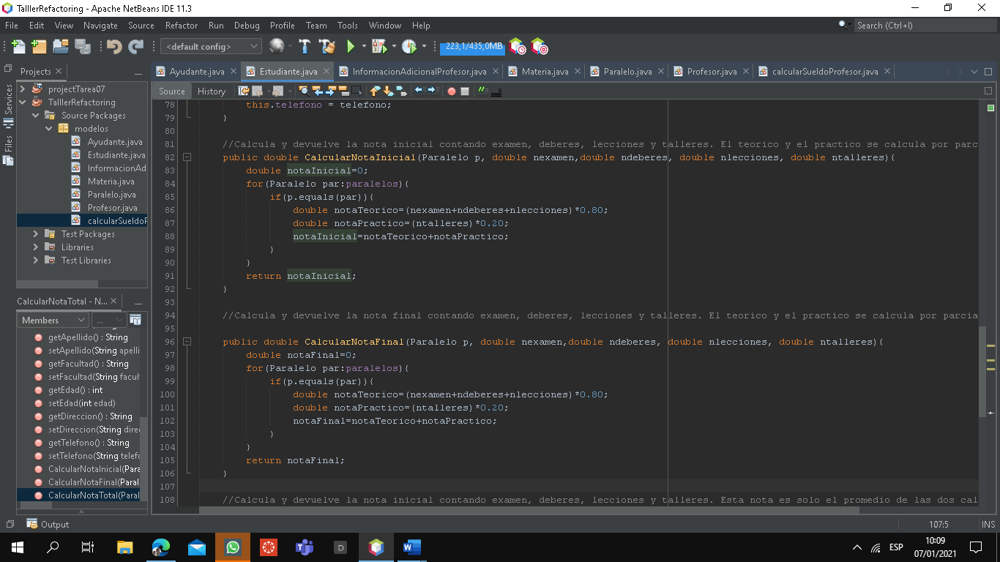 TalllerRefactoring - Apache NetBeans IDE 11.3
File Edit View Navigate Source Refactor Run Debug Profile Team Tools Window Help
Search (Ctrl+I)
<default config>
223,1/435,0MB
Projects
Ayudante.java
Estudiante.java
InformacionAdicionalProfesor.java
Materia.java
Paralelo.java
Profesor.java
calcularSueldoProfesor.java
Services
Files
projectTarea07
TalllerRefactoring
Source Packages
modelos
Ayudante.java
Estudiante.java
InformacionAd
Materia.java
Paralelo.java
Profesor.java
calcularSueldoP
Test Packages
Libraries
Test Libraries
CalcularNotaTotal - N...
Members
...
getApellido() : String
setApellido(String apelli
getFacultad() : String
setFacultad(String facult
getEdad() : int
setEdad(int edad)
getDireccion() : String
setDireccion(String direc
getTelefono() : String
setTelefono(String telefo
CalcularNotaInicial(Para
CalcularNotaFinal(Paral
CalcularNotaTotal(Paral
Source History
78 this.telefono = telefono;
79 }
80
81 //Calcula y devuelve la nota inicial contando examen, deberes, lecciones y talleres. El teorico y el practico se calcula por parc
82 public double CalcularNotaInicial(Paralelo p, double nexamen,double ndeberes, double nlecciones, double ntalleres){
83 double notaInicial=0;
84 for(Paralelo par:paralelos){
85 if(p.equals(par)){
86 double notaTeorico=(nexamen+ndeberes+nlecciones)*0.80;
87 double notaPractico=(ntalleres)*0.20;
88 notaInicial=notaTeorico+notaPractico;
89 }
90 }
91 return notaInicial;
92 }
93
94 //Calcula y devuelve la nota final contando examen, deberes, lecciones y talleres. El teorico y el practico se calcula por parcia
95
96 public double CalcularNotaFinal(Paralelo p, double nexamen,double ndeberes, double nlecciones, double ntalleres){
97 double notaFinal=0;
98 for(Paralelo par:paralelos){
99 if(p.equals(par)){
100 double notaTeorico=(nexamen+ndeberes+nlecciones)*0.80;
101 double notaPractico=(ntalleres)*0.20;
102 notaFinal=notaTeorico+notaPractico;
103 }
104 }
105 return notaFinal;
106 }
107
108 //Calcula y devuelve la nota inicial contando examen, deberes, lecciones y talleres. Esta nota es solo el promedio de las dos cal
Output
107:5
INS
D
W
ESP
10:09
07/01/2021